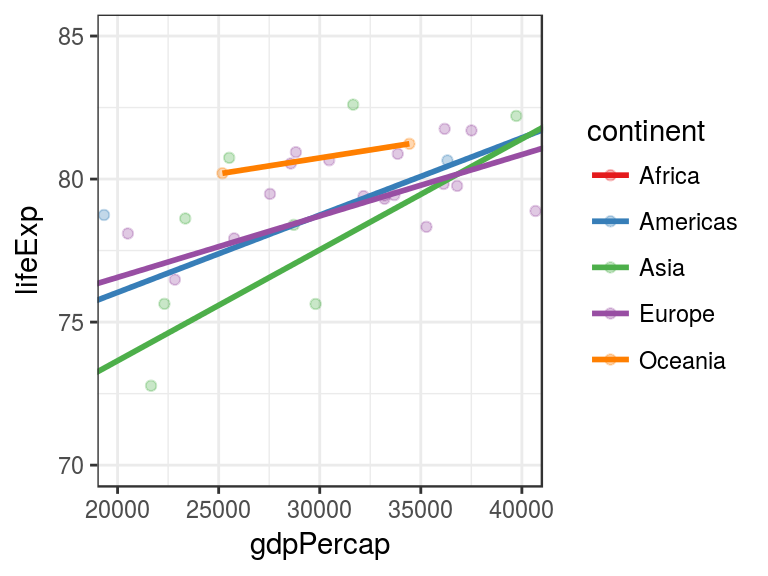 85
80
75
70
lifeExp
20000 25000 30000 35000 40000
gdpPercap
continent
Africa
Americas
Asia
Europe
Oceania